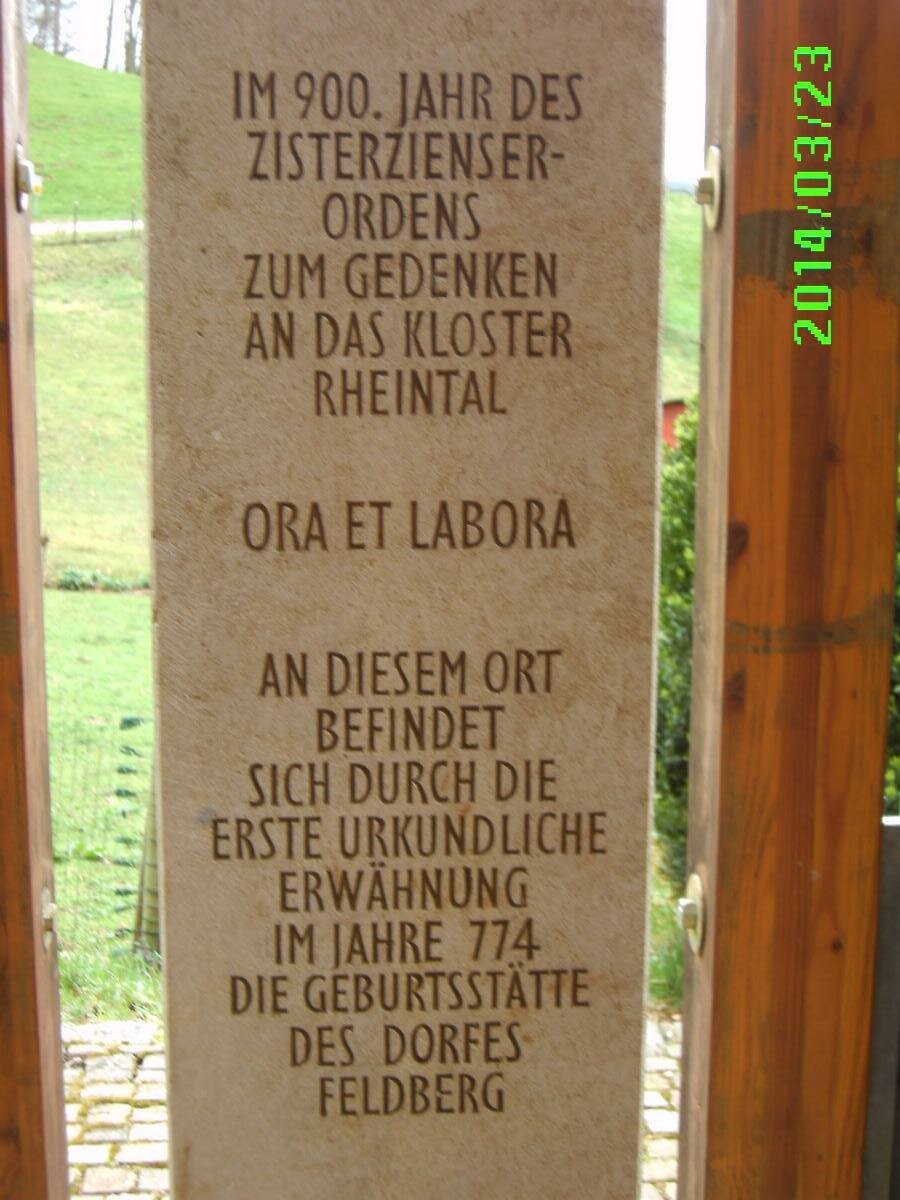 IM 900. JAHR DES
ZISTERZIENSER-
ORDENS
ZUM GEDENKEN
AN DAS KLOSTER
RHEINTAL
ORA ET LABORA
AN DIESEM ORT
BEFINDET
SICH DURCH DIE
ERSTE URKUNDLICHE
ERWÄHNUNG
IM JAHRE 774
DIE GEBURTSSTÄTTE
DES DORFES
FELDBERG
2014/03/23